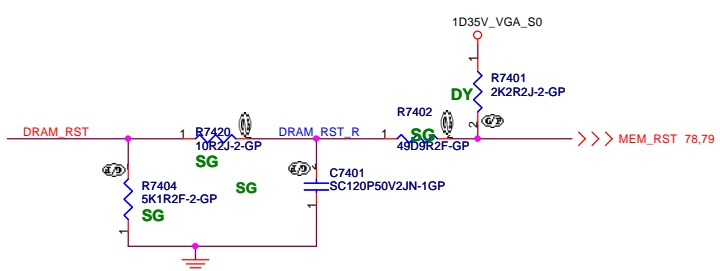 1D35V_VGA_S0
1
R7401
DY
2K2R2J-2-GP
2
R7402
DRAM_RST
1
R7420
DRAM_RST_R
1
SG
MEM_RST 78,79
10R2J-2-GP
49D9R2F-GP
SG
C7401
R7404
SG
SC120P50V2JN-1GP
5K1R2F-2-GP
SG
1
1